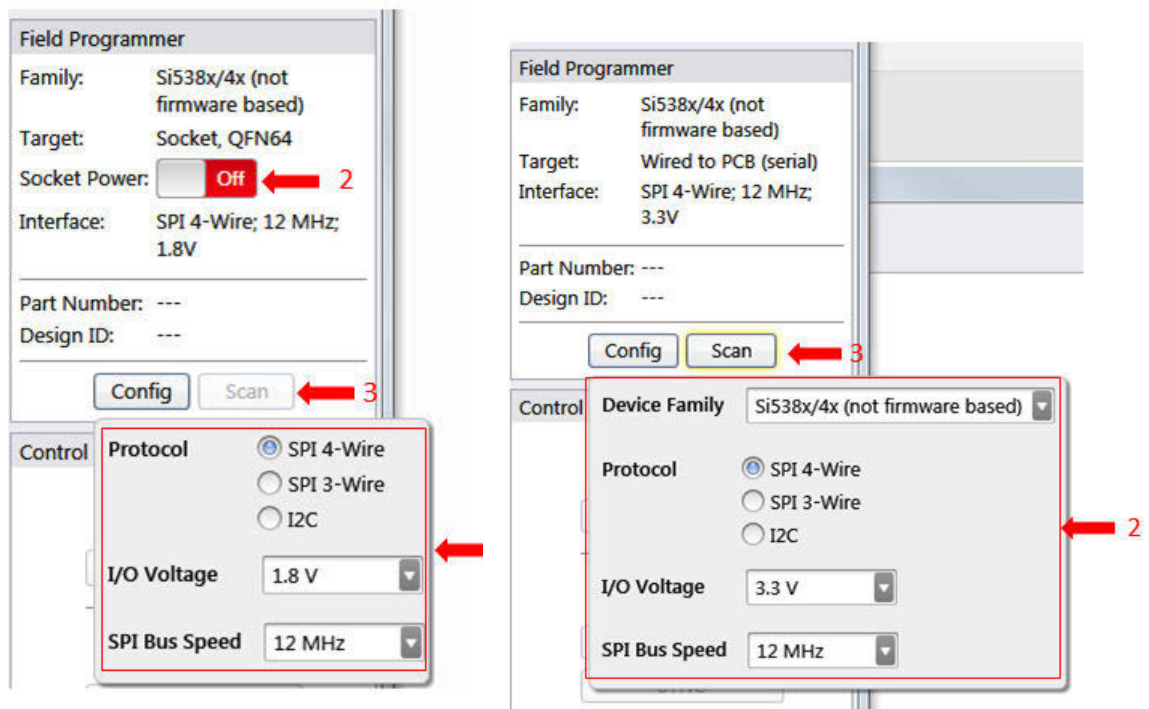 Field Programmer
Family: Si538x/4x (not
firmware based)
Target: Socket, QFN64
Socket Power: Off 2
Interface: SPI 4-Wire; 12 MHz;
1.8V
Part Number: ---
Design ID: ---
Config Scan 3
Control
Protocol SPI 4-Wire
SPI 3-Wire
I2C
I/O Voltage 1.8 V
SPI Bus Speed 12 MHz
Field Programmer
Family: Si538x/4x (not
firmware based)
Target: Wired to PCB (serial)
Interface: SPI 4-Wire; 12 MHz;
3.3V
Part Number: ---
Design ID: ---
Config Scan 3
Control
Device Family Si538x/4x (not firmware based)
Protocol SPI 4-Wire
SPI 3-Wire
I2C 2
I/O Voltage 3.3 V
SPI Bus Speed 12 MHz